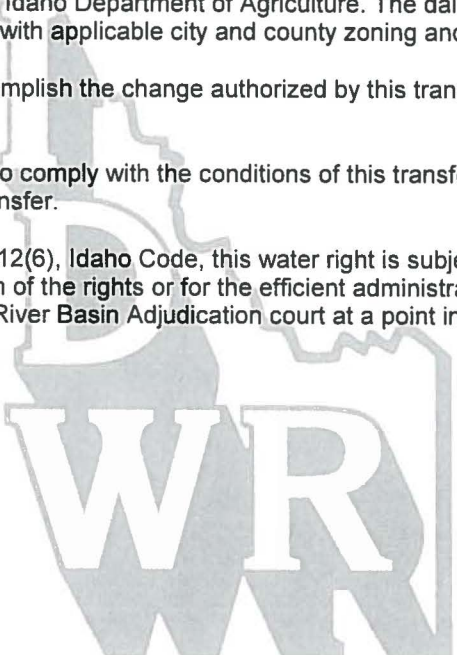 Idaho Department of Agriculture. The dai
with applicable city and county zoning and
mplish the change authorized by this tran
o comply with the conditions of this transfe
nsfer.
12(6), Idaho Code, this water right is subje
n of the rights or for the efficient administra
River Basin Adjudication court at a point in
I
D
WR